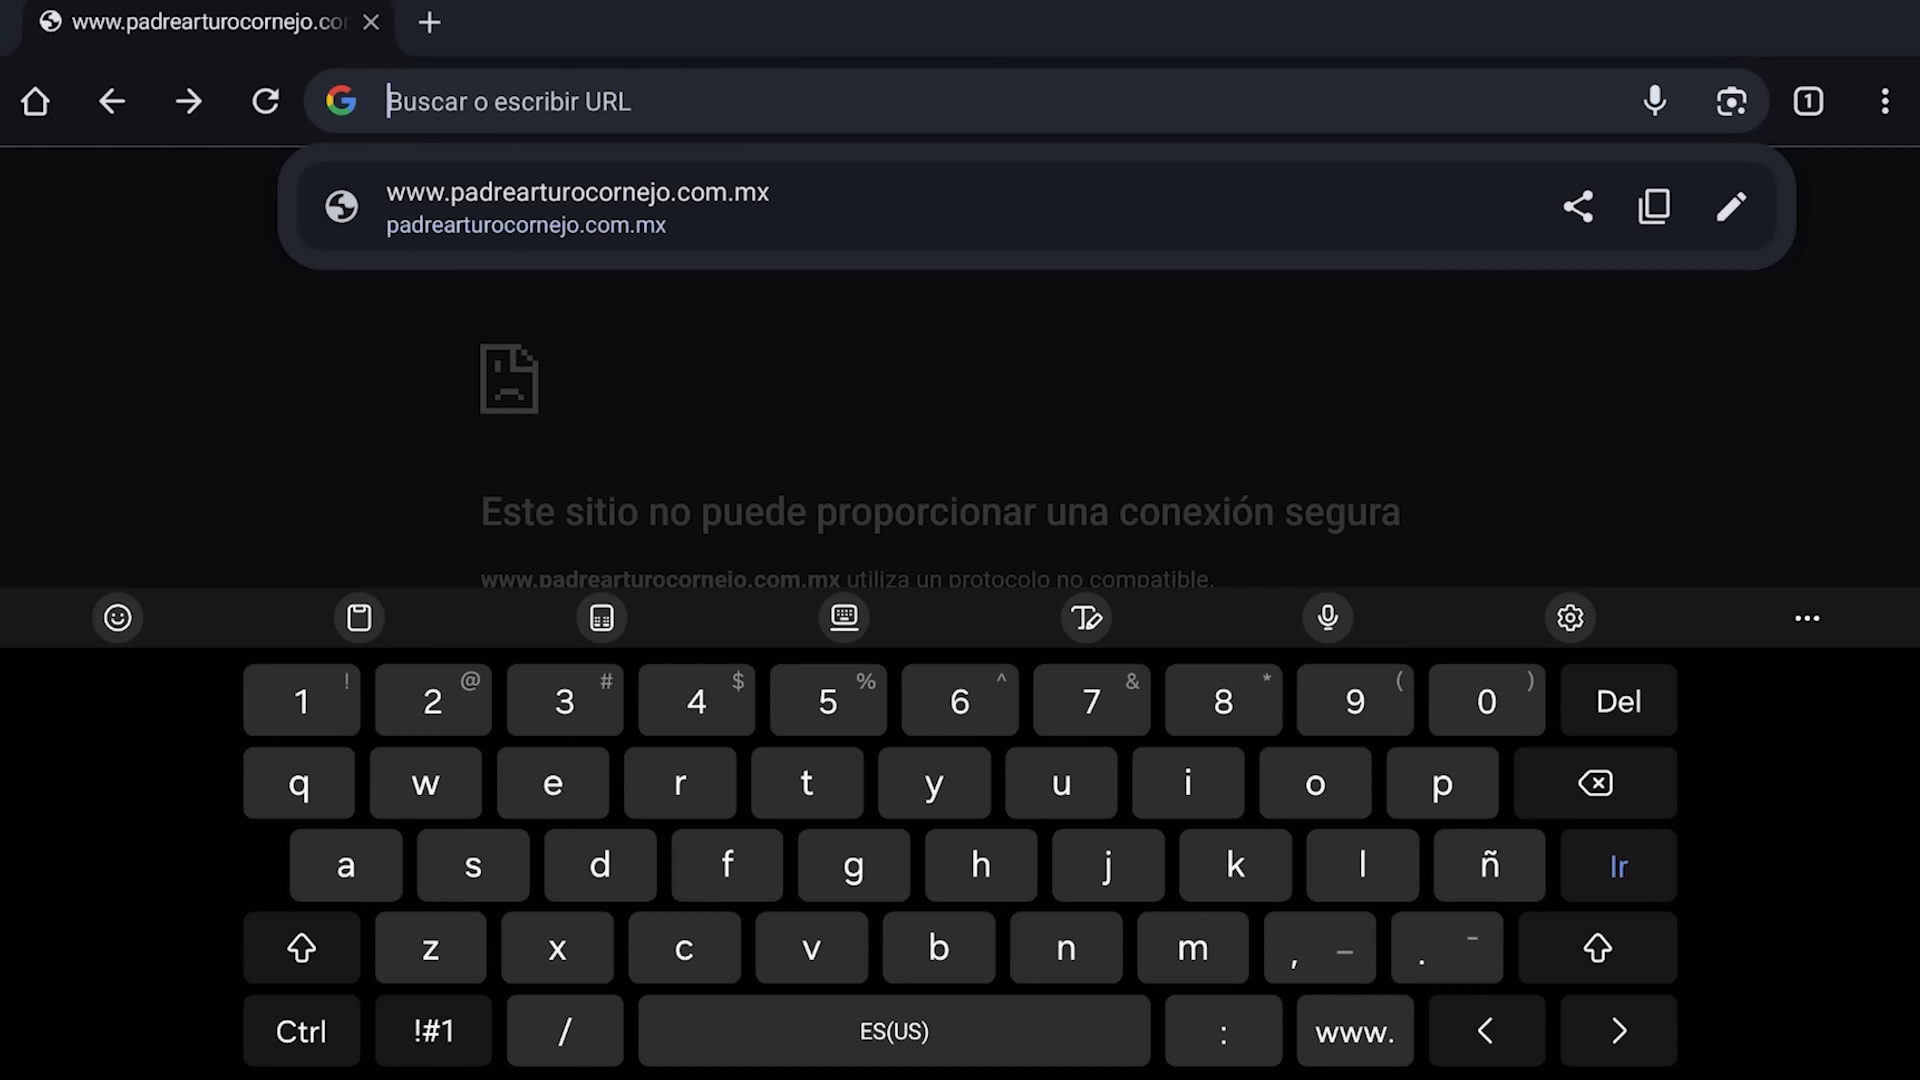 www.padrearturocornejo.co
Buscar o escribir URL
1
www.padrearturocornejo.com.mx
padrearturocornejo.com.mx
Este sitio no puede proporcionar una conexión segura
www.padrearturocornejo.com.mx utiliza un protocolo no compatible.
1 ! 2 @ 3 # 4 $ 5 % 6 ^ 7 & 8 * 9 ( 0 ) Del
q w e r t y u i o p
a s d f g h j k l ñ Ir
z x c v b n m , _ . -
Ctrl !#1 / ES(US) : www. < >